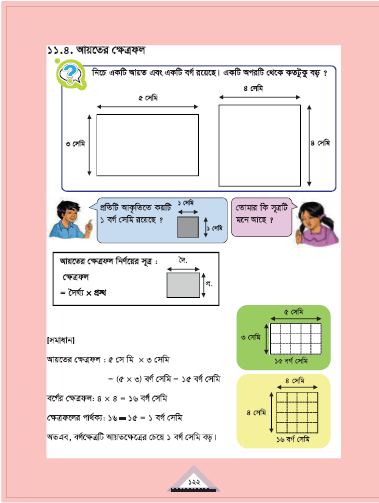 ১১.৪. আয়তের ক্ষেত্রফল
নিচে একটি আয়ত এবং একটি বর্গ রয়েছে। একটি অপরটি থেকে কতটুকু বড় ?
৫ সেমি
৪ সেমি
৩ সেমি
৪ সেমি
প্রতিটি আকৃতিতে কয়টি
১ বর্গ সেমি রয়েছে ?
১ সেমি
১ সেমি
তোমার কি সূত্রটি
মনে আছে ?
আয়তের ক্ষেত্রফল নির্ণয়ের সূত্র :
ক্ষেত্রফল
= দৈর্ঘ্য × প্রস্থ
দৈ.
প্র.
৫ সেমি
৩ সেমি
১৫ বর্গ সেমি
[সমাধান]
আয়তের ক্ষেত্রফল : ৫ সে মি × ৩ সেমি
= (৫ × ৩) বর্গ সেমি = ১৫ বর্গ সেমি
৪ সেমি
৪ সেমি
১৬ বর্গ সেমি
বর্গের ক্ষেত্রফল: ৪ × ৪ = ১৬ বর্গ সেমি
ক্ষেত্রফলের পার্থক্য: ১৬ – ১৫ = ১ বর্গ সেমি
অতএব, বর্গক্ষেত্রটি আয়তক্ষেত্রের চেয়ে ১ বর্গ সেমি বড়।
১২২